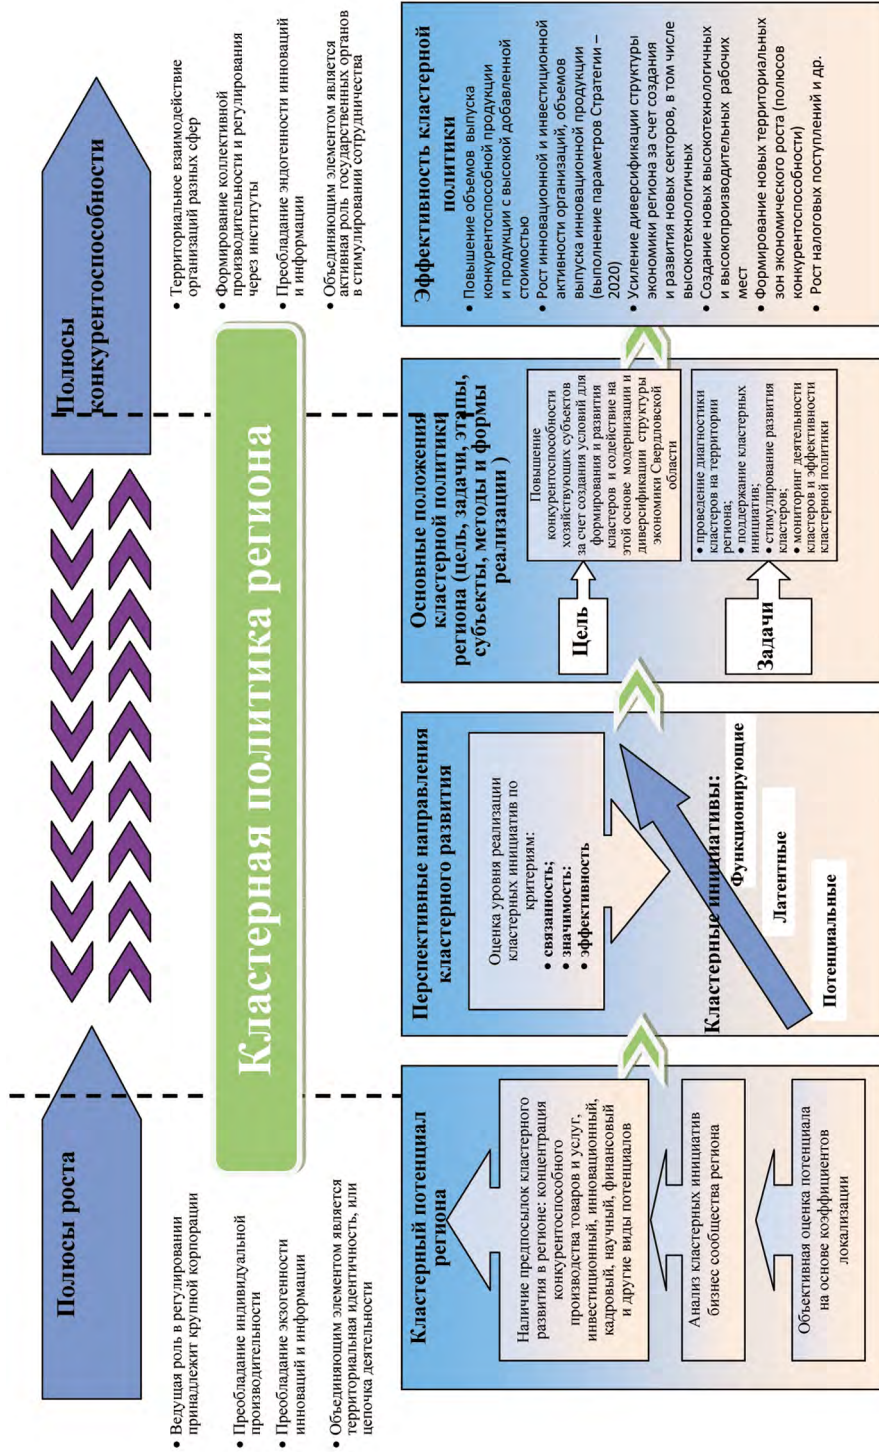 Полюсы роста
• Ведущая роль в регулировании
принадлежит крупной корпорации
• Преобладание индивидуальной
производительности
• Преобладание экзогенности
инноваций и информации
• Объединяющим элементом является
территориальная идентичность, или
цепочка деятельности
Полюсы
конкурентоспособности
• Территориальное взаимодействие
организаций разных сфер
• Формирование коллективной
производительности и регулирования
через институты
• Преобладание эндогенности инноваций
и информации
• Объединяющим элементом является
активная роль государственных органов
в стимулировании сотрудничества
Кластерная политика региона
Кластерный потенциал
региона
Наличие предпосылок кластерного
развития в регионе: концентрация
конкурентоспособного
производства товаров и услуг,
инвестиционный, инновационный,
кадровый, научный, финансовый
и другие виды потенциалов
Анализ кластерных инициатив
бизнес сообщества региона
Объективная оценка потенциала
на основе коэффициентов
локализации
Перспективные направления
кластерного развития
Оценка уровня реализации
кластерных инициатив по
критериям:
• связанность;
• значимость:
• эффективность
Кластерные инициативы:
Функционирующие
Латентные
Потенциальные
Основные положения
кластерной политики
региона (цель, задачи, этапы,
субъекты, методы и формы
реализации )
Цель
Повышение
конкурентоспособности
хозяйствующих субъектов
за счет создания условий для
формирования и развития
кластеров и содействие на
этой основе модернизации и
диверсификации структуры
экономики Свердловской
области
Задачи
• проведение диагностики
кластеров на территории
региона;
• поддержание кластерных
инициатив;
• стимулирование развития
кластеров;
• мониторинг деятельности
кластеров и эффективности
кластерной политики
Эффективность кластерной
политики
• Повышение объемов выпуска
конкурентоспособной продукции
и продукции с высокой добавленной
стоимостью
• Рост инновационной и инвестиционной
активности организаций, объемов
выпуска инновационной продукции
(выполнение параметров Стратегии –
2020)
• Усиление диверсификации структуры
экономики региона за счет создания
и развития новых секторов, в том числе
высокотехнологичных
• Создание новых высокотехнологичных
и высокопроизводительных рабочих
мест
• Формирование новых территориальных
зон экономического роста (полюсов
конкурентоспособности)
• Рост налоговых поступлений и др.